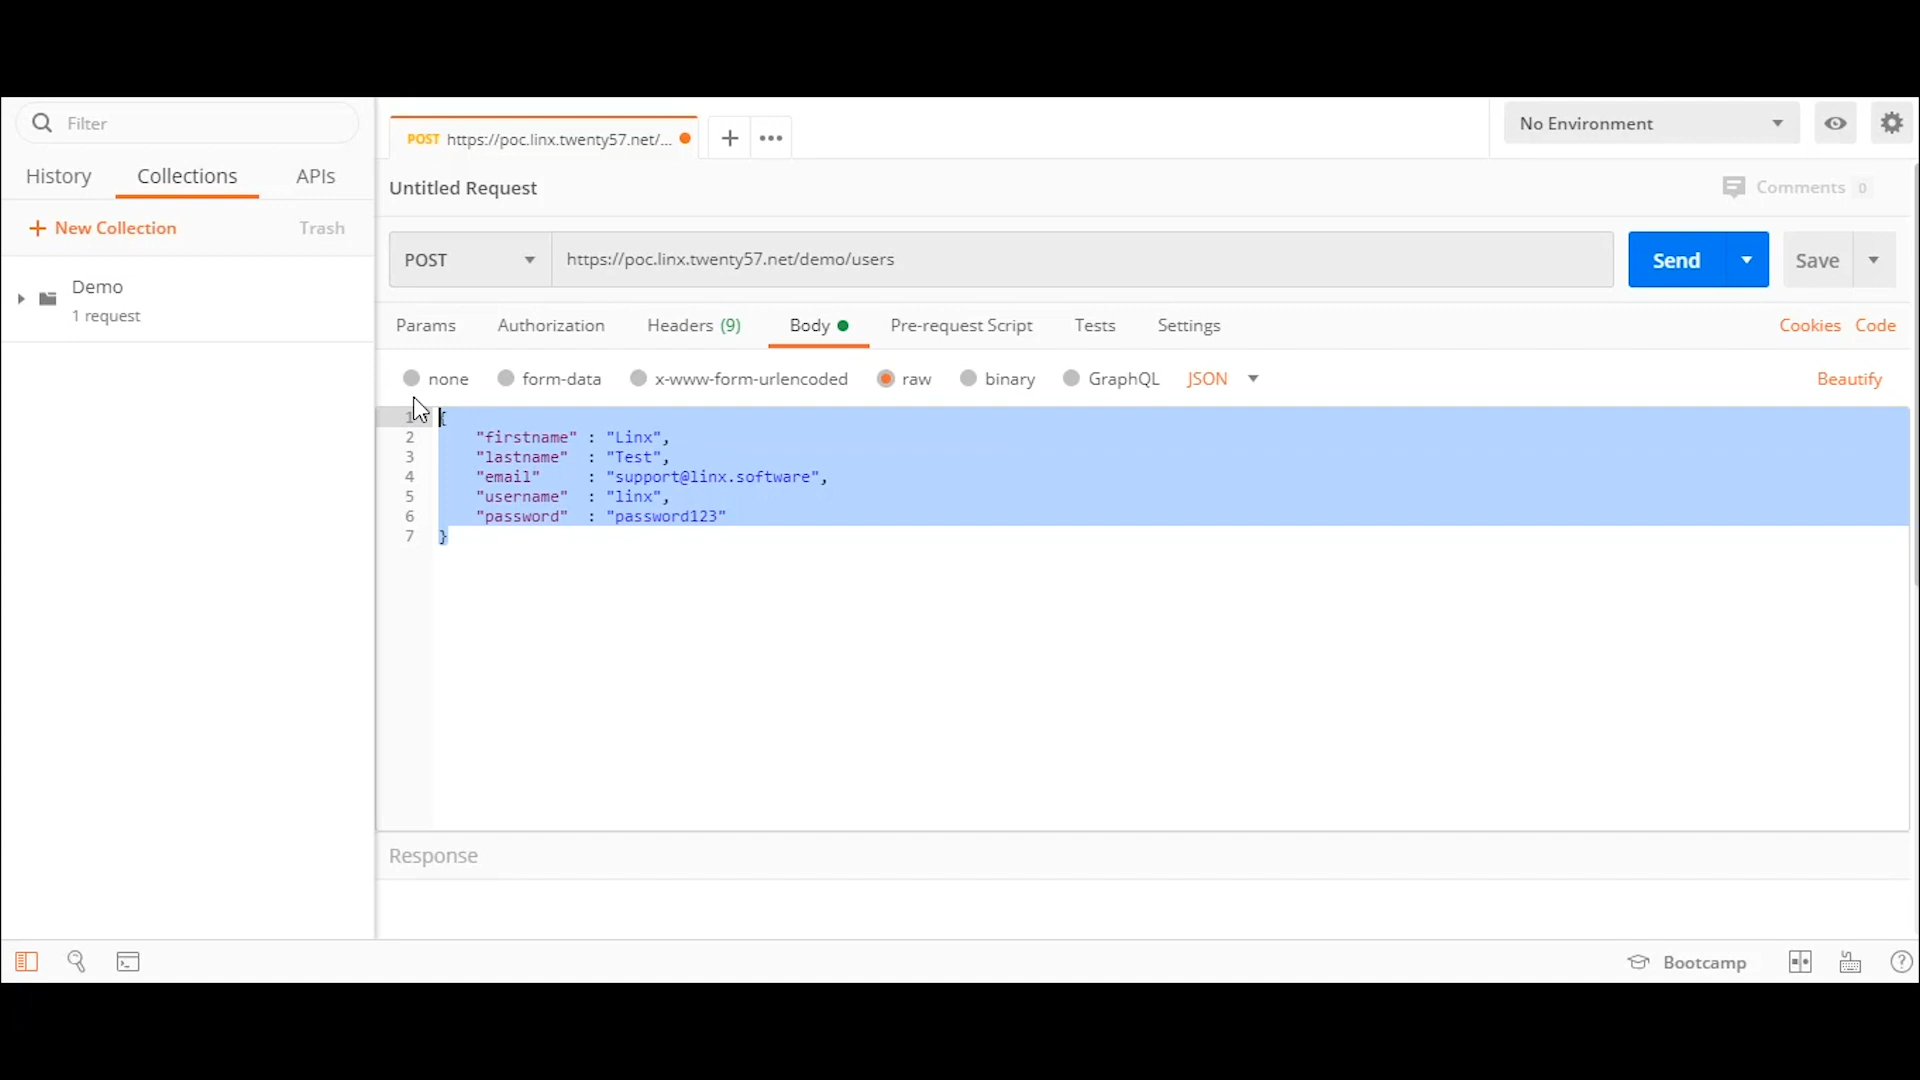 Filter
History Collections APIs
New Collection Trash
Demo
1 request
POST https://poc.linx.twenty57.net/...
No Environment
Untitled Request
Comments 0
POST https://poc.linx.twenty57.net/demo/users
Send Save
Params Authorization Headers (9) Body Pre-request Script Tests Settings Cookies Code
none form-data x-www-form-urlencoded raw binary GraphQL JSON Beautify
1 {
2 "firstname" : "Linx",
3 "lastname" : "Test",
4 "email" : "support@linx.software",
5 "username" : "linx",
6 "password" : "password123"
7 }
Response
Bootcamp